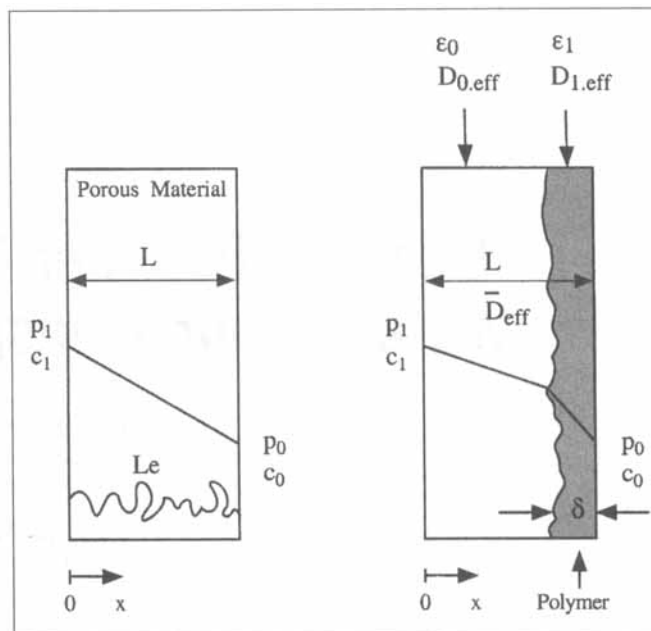 Porous Material
L
p1
c1
p0
c0
Le
0 x
ε0
D0.eff
ε1
D1.eff
L
D̅eff
p1
c1
p0
c0
δ
0 x
Polymer